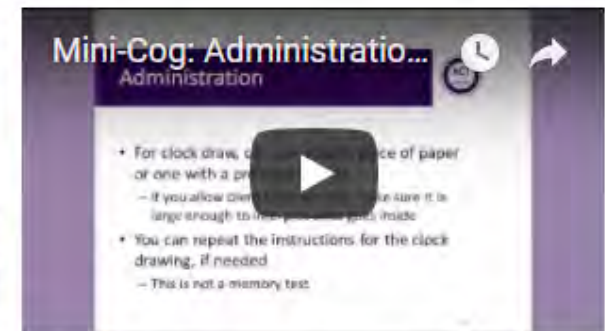 Mini-Cog: Administratio...
Administration
• For clock draw, ce of paper
or one with a pr
– If you allow sure it is
large enough to inside
• You can repeat the instructions for the clock
drawing, if needed
– This is not a memory test